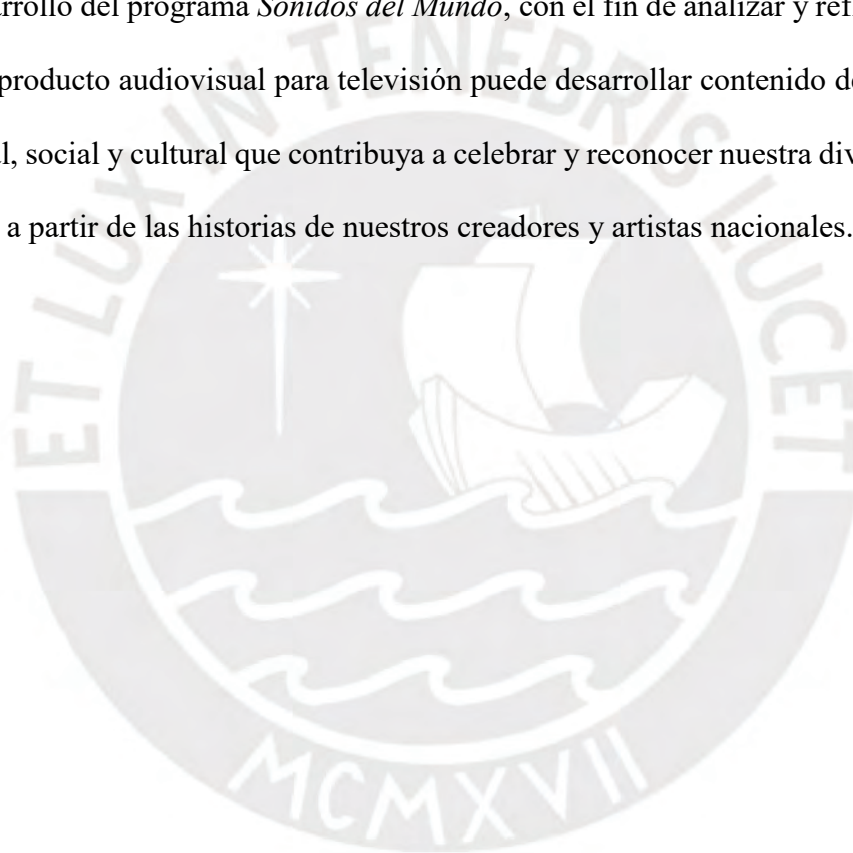 arrollo del programa Sonidos del Mundo, con el fin de analizar y ref
producto audiovisual para televisión puede desarrollar contenido d
l, social y cultural que contribuya a celebrar y reconocer nuestra div
a partir de las historias de nuestros creadores y artistas nacionales.
ET LUX IN TENEBRIS LUCET
MCMXVII